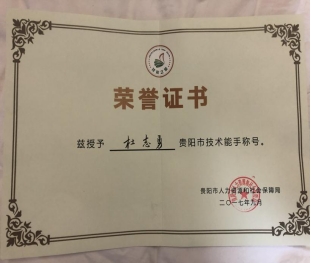 荣誉证书
兹授予 杜志勇 贵阳市技术能手称号。
贵阳市人力资源和社会保障局
二〇一七年九月